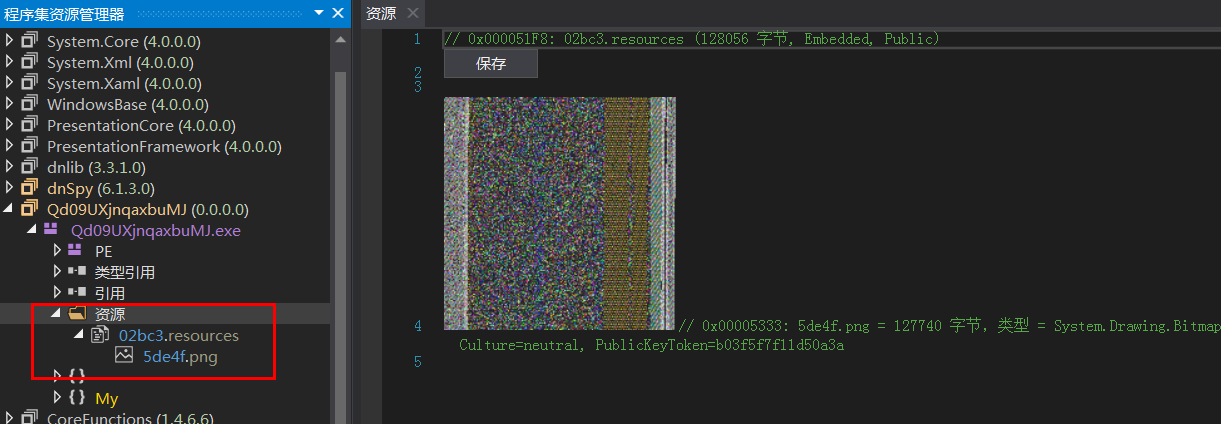 程序集资源管理器
System.Core (4.0.0.0)
System.Xml (4.0.0.0)
System.Xaml (4.0.0.0)
WindowsBase (4.0.0.0)
PresentationCore (4.0.0.0)
PresentationFramework (4.0.0.0)
dnlib (3.3.1.0)
dnSpy (6.1.3.0)
Qd09UXjnqaxbuMJ (0.0.0.0)
Qd09UXjnqaxbuMJ.exe
PE
类型引用
引用
资源
02bc3.resources
5de4f.png
{ }
{ } My
CoreFunctions (1.4.6.6)
资源
1 // 0x000051F8: 02bc3.resources (128056 字节, Embedded, Public)
保存
2
3
4 // 0x00005333: 5de4f.png = 127740 字节, 类型 = System.Drawing.Bitmap
Culture=neutral, PublicKeyToken=b03f5f7f11d50a3a
5